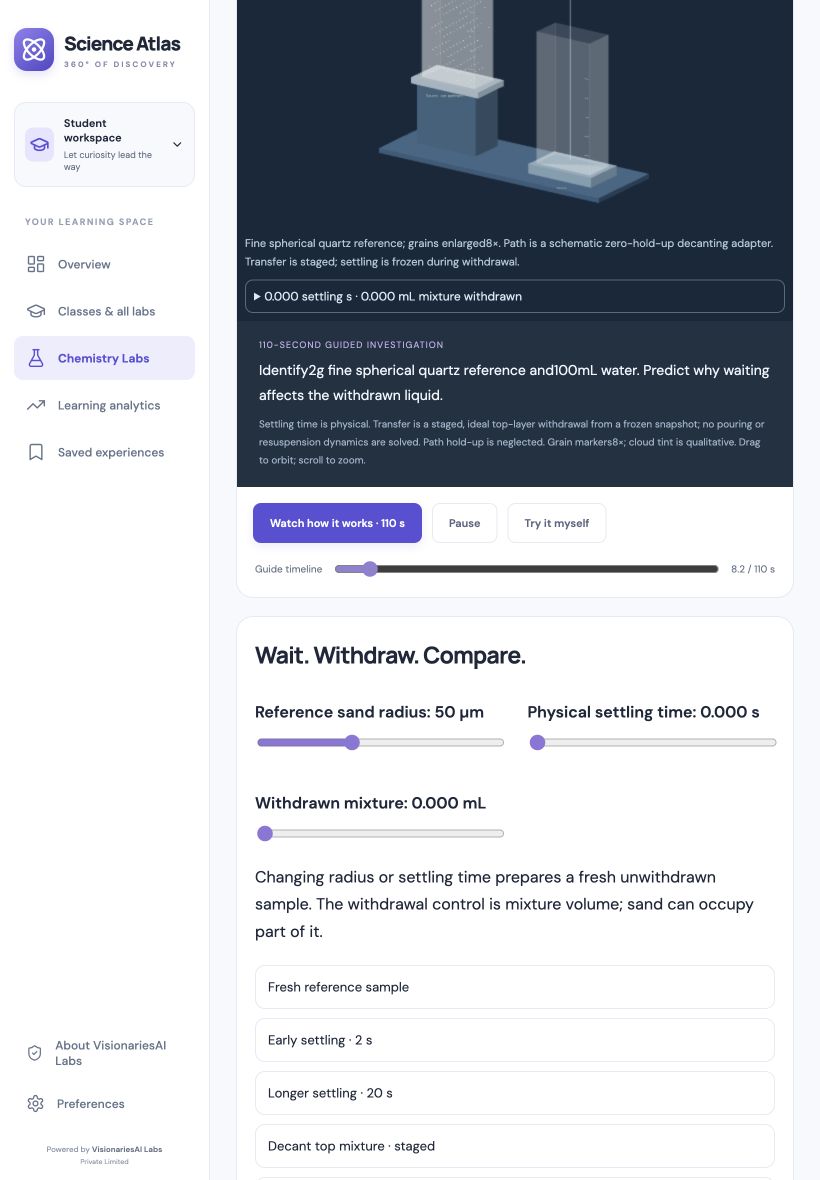 Science Atlas
360° OF DISCOVERY
Student
workspace
Let curiosity lead the
way
YOUR LEARNING SPACE
Overview
Classes & all labs
Chemistry Labs
Learning analytics
Saved experiences
About VisionariesAI
Labs
Preferences
Powered by VisionariesAI Labs
Private Limited
Fine spherical quartz reference; grains enlarged8×. Path is a schematic zero-hold-up decanting adapter.
Transfer is staged; settling is frozen during withdrawal.
▶ 0.000 settling s · 0.000 mL mixture withdrawn
110-SECOND GUIDED INVESTIGATION
Identify2g fine spherical quartz reference and100mL water. Predict why waiting
affects the withdrawn liquid.
Settling time is physical. Transfer is a staged, ideal top-layer withdrawal from a frozen snapshot; no pouring or
resuspension dynamics are solved. Path hold-up is neglected. Grain markers8×; cloud tint is qualitative. Drag
to orbit; scroll to zoom.
Watch how it works · 110 s
Pause
Try it myself
Guide timeline
8.2 / 110 s
Wait. Withdraw. Compare.
Reference sand radius: 50 µm
Physical settling time: 0.000 s
Withdrawn mixture: 0.000 mL
Changing radius or settling time prepares a fresh unwithdrawn
sample. The withdrawal control is mixture volume; sand can occupy
part of it.
Fresh reference sample
Early settling · 2 s
Longer settling · 20 s
Decant top mixture · staged